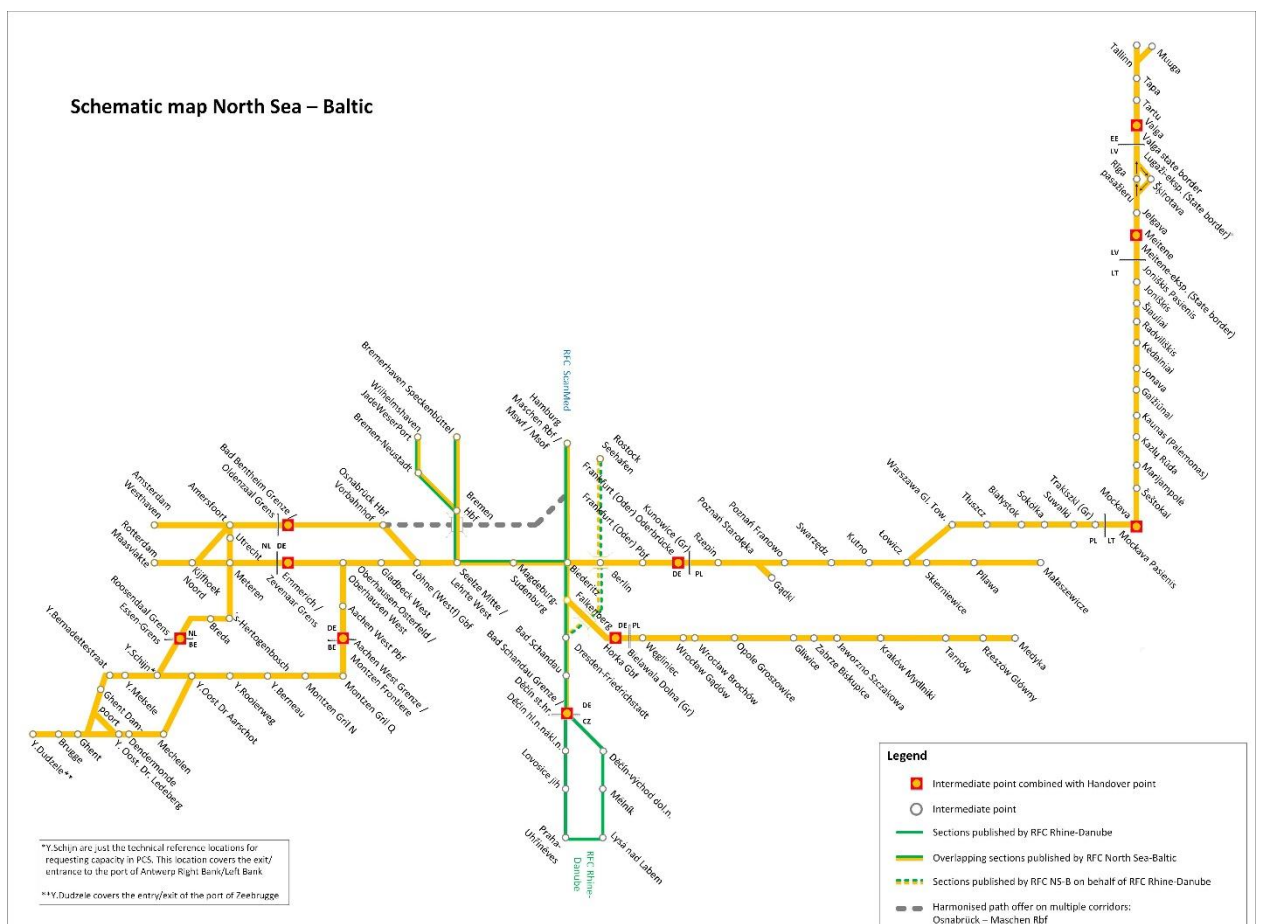 Schematic map North Sea – Baltic
Tallinn
Muuga
Tapa
Tartu
Valga
EE
LV
Valga state border
Lugaži-eksp. (State border)
Rīga
pasažieru
Šķirotava
Jelgava
Meitene
LV
LT
Meitene-eksp. (State border)
Joniškis Pasienis
Joniškis
Šiauliai
Radviliškis
Kėdainiai
Jonava
Gaižiūnai
Kaunas (Palemonas)
Kazlų Rūda
Marijampolė
Šeštokai
Mockava
Mockava Pasienis
PL
LT
Trakiszki (Gr)
Suwałki
Sokółka
Białystok
Tłuszcz
Warszawa Gł. Tow.
RFC ScanMed
Bremerhaven Speckenbüttel
Wilhelmshaven
JadeWeserPort
Bremen-Neustadt
Bremen
Hbf
Hamburg
Maschen Rbf /
Mswf / Msof
Rostock
Seehafen
Osnabrück Hbf
Vorbahnhof
Bad Bentheim Grenze /
Oldenzaal Grens
Amersfoort
Amsterdam
Westhaven
Rotterdam
Maasvlakte
NL
DE
Utrecht
Kijfhoek
Noord
Meteren
Emmerich /
Zevenaar Grens
Oberhausen-Osterfeld /
Oberhausen West
Gladbeck West
Löhne (Westf) Gbf
Seelze Mitte /
Lehrte West
Magdeburg-
Sudenburg
Biederitz
Berlin
Frankfurt (Oder) Pbf
Frankfurt (Oder) Oderbrücke
Kunowice (Gr)
DE
PL
Rzepin
Poznań Starołęka
Poznań Franowo
Gądki
Swarzędz
Kutno
Łowicz
Skierniewice
Pilawa
Małaszewicze
Roosendaal Grens /
Essen-Grens
NL
BE
Breda
's-Hertogenbosch
Aachen West Pbf
DE
BE
Aachen West Grenze /
Montzen Frontière
Falkenberg
DE
PL
Horka Gbf
Bielawa Dolna (Gr)
Węgliniec
Wrocław Gądów
Wrocław Brochów
Opole Groszowice
Gliwice
Zabrze Biskupice
Jaworzno Szczakowa
Kraków Mydlniki
Tarnów
Rzeszów Główny
Medyka
Dresden-Friedrichstadt
Y.Bernadettestraat
Y.Schijn*
Y.Melsele
Y.Oost Dr Aarschot
Y.Rooierweg
Y.Berneau
Montzen Gril N
Montzen Gril Q
Ghent Dam-
poort
Y.Dudzele**
Brugge
Ghent
Y. Oost. Dr. Ledeberg
Dendermonde
Mechelen
Bad Schandau
Bad Schandau Grenze /
Děčín st.hr.
DE
CZ
Děčín hl.n.nákl.n.
Děčín-východ dol.n.
Lovosice jih
Mělník
Praha-
Uhříněves
Lysá nad Labem
RFC Rhine-
Danube
*Y.Schijn are just the technical reference locations for
requesting capacity in PCS. This location covers the exit/
entrance to the port of Antwerp Right Bank/Left Bank
**Y.Dudzele covers the entry/exit of the port of Zeebrugge
Legend
Intermediate point combined with Handover point
Intermediate point
Sections published by RFC Rhine-Danube
Overlapping sections published by RFC North Sea-Baltic
Sections published by RFC NS-B on behalf of RFC Rhine-Danube
Harmonised path offer on multiple corridors:
Osnabrück – Maschen Rbf